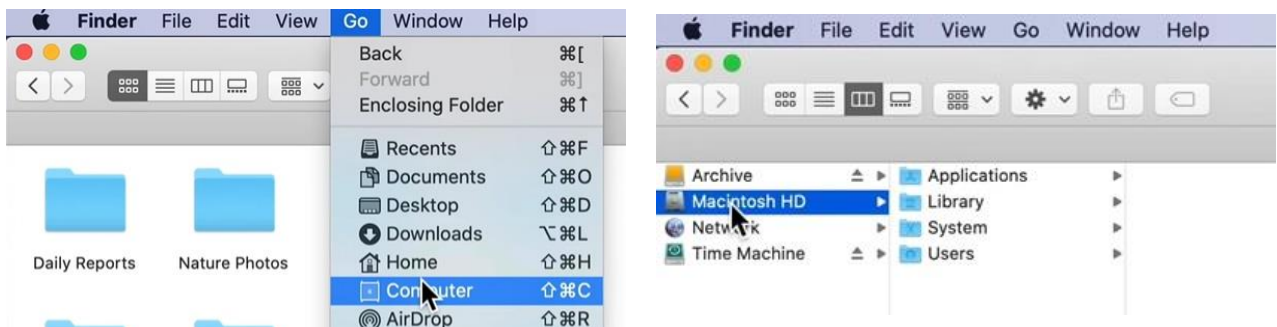 Finder File Edit View Go Window Help
Back ⌘[
Forward ⌘]
Enclosing Folder ⌘↑
Recents ⇧⌘F
Documents ⇧⌘O
Desktop ⇧⌘D
Downloads ⌥⌘L
Home ⇧⌘H
Computer ⇧⌘C
AirDrop ⇧⌘R
Daily Reports Nature Photos
Finder File Edit View Go Window Help
Archive
Macintosh HD
Network
Time Machine
Applications
Library
System
Users